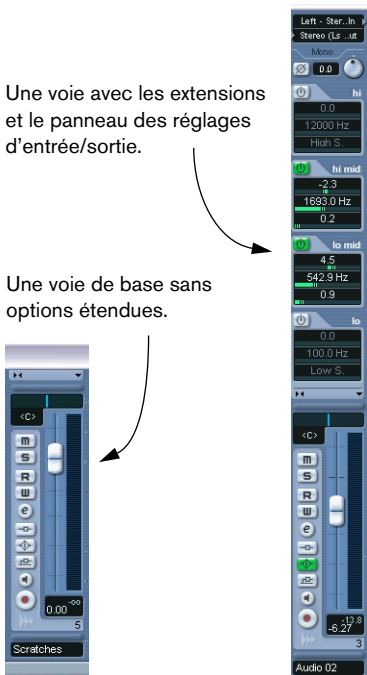 Une voie avec les extensions
et le panneau des réglages
d'entrée/sortie.
Une voie de base sans
options étendues.
<C>
m
S
R
W
e
0.00
-oo
5
Scratches
Left - Ster..In
Stereo (Ls ..ut
Mono
0.0
hi
0.0
12000 Hz
High S.
hi mid
-2.3
1693.0 Hz
0.2
lo mid
4.5
542.9 Hz
0.9
lo
0.0
100.0 Hz
Low S.
<C>
m
S
R
W
e
-13.8
-6.27
3
Audio 02